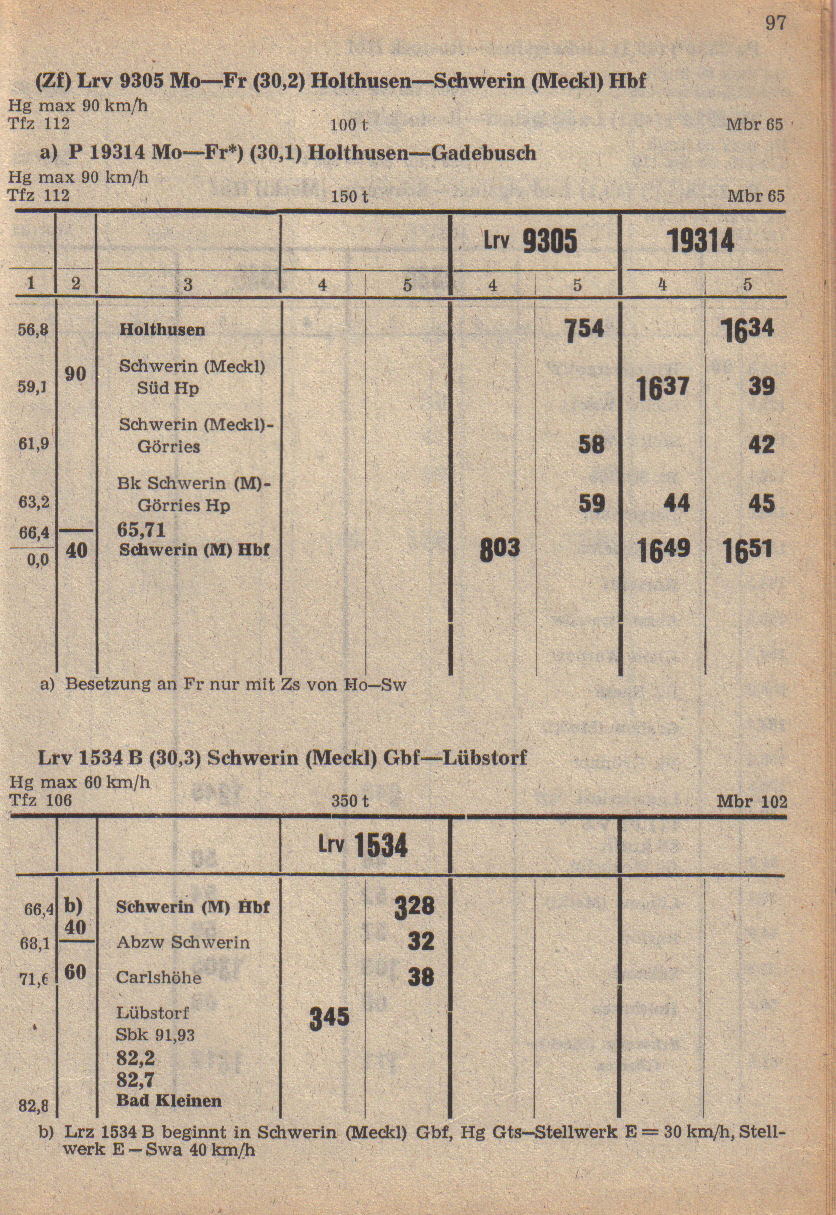 97
(Zf) Lrv 9305 Mo—Fr (30,2) Holthusen—Schwerin (Meckl) Hbf
Hg max 90 km/h
Tfz 112 100 t Mbr 65
a) P 19314 Mo—Fr*) (30,1) Holthusen—Gadebusch
Hg max 90 km/h
Tfz 112 150 t Mbr 65
Lrv 9305 19314
1 2 3 4 5 4 5 4 5
56,8 Holthusen 754 1634
90 Schwerin (Meckl)
59,1 Süd Hp 1637 39
Schwerin (Meckl)-
61,9 Görries 58 42
Bk Schwerin (M)-
63,2 Görries Hp 59 44 45
66,4 65,71
0,0 40 Schwerin (M) Hbf 803 1649 1651
a) Besetzung an Fr nur mit Zs von Ho—Sw
Lrv 1534 B (30,3) Schwerin (Meckl) Gbf—Lübstorf
Hg max 60 km/h
Tfz 106 350 t Mbr 102
Lrv 1534
66,4 b) Schwerin (M) Hbf 328
40
68,1 Abzw Schwerin 32
71,6 60 Carlshöhe 38
Lübstorf 345
Sbk 91,93
82,2
82,7
82,8 Bad Kleinen
b) Lrz 1534 B beginnt in Schwerin (Meckl) Gbf, Hg Gts—Stellwerk E = 30 km/h, Stell-
werk E — Swa 40 km/h